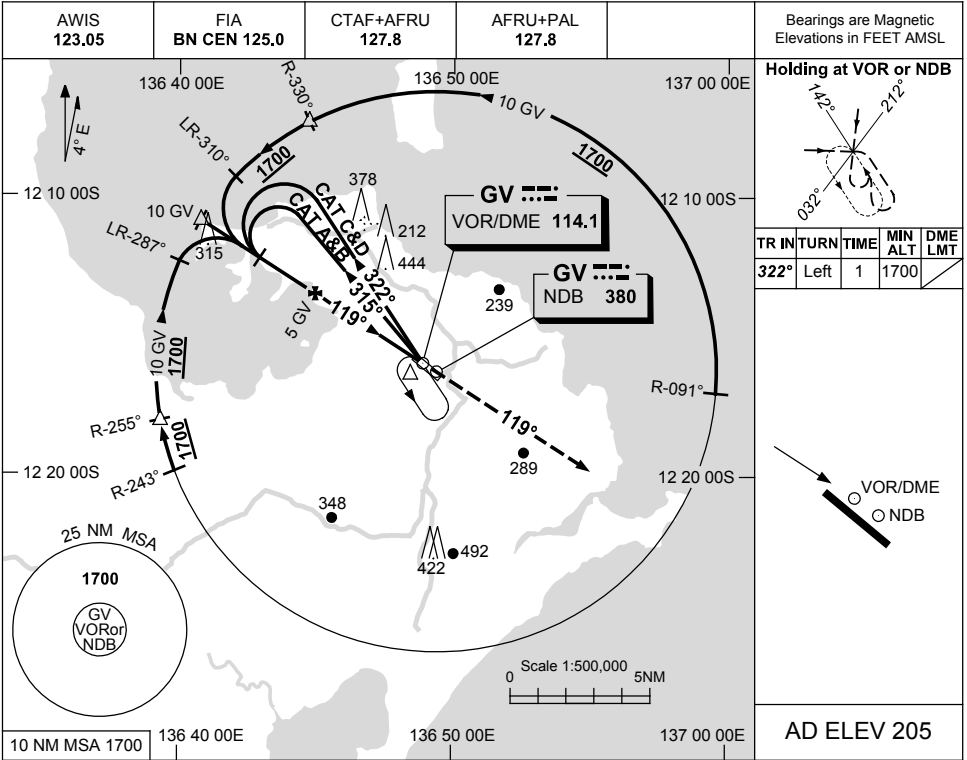 AWIS
123.05
FIA
BN CEN 125.0
CTAF+AFRU
127.8
AFRU+PAL
127.8
Bearings are Magnetic
Elevations in FEET AMSL
136 40 00E
136 50 00E
137 00 00E
4° E
R-330°
10 GV
1700
LR-310°
1700
12 10 00S
12 10 00S
CAT C&D
CAT A&B
378
212
444
10 GV
315
LR-287°
GV
VOR/DME 114.1
GV
NDB 380
239
322°
315°
119°
5 GV
10 GV
1700
R-091°
R-255°
1700
R-243°
119°
289
12 20 00S
12 20 00S
348
492
422
25 NM MSA
1700
GV
VORor
NDB
Scale 1:500,000
0
5NM
10 NM MSA 1700
136 40 00E
136 50 00E
137 00 00E
Holding at VOR or NDB
142°
212°
032°
TR IN TURN TIME MIN ALT DME LMT
322° Left 1 1700
VOR/DME
NDB
AD ELEV 205